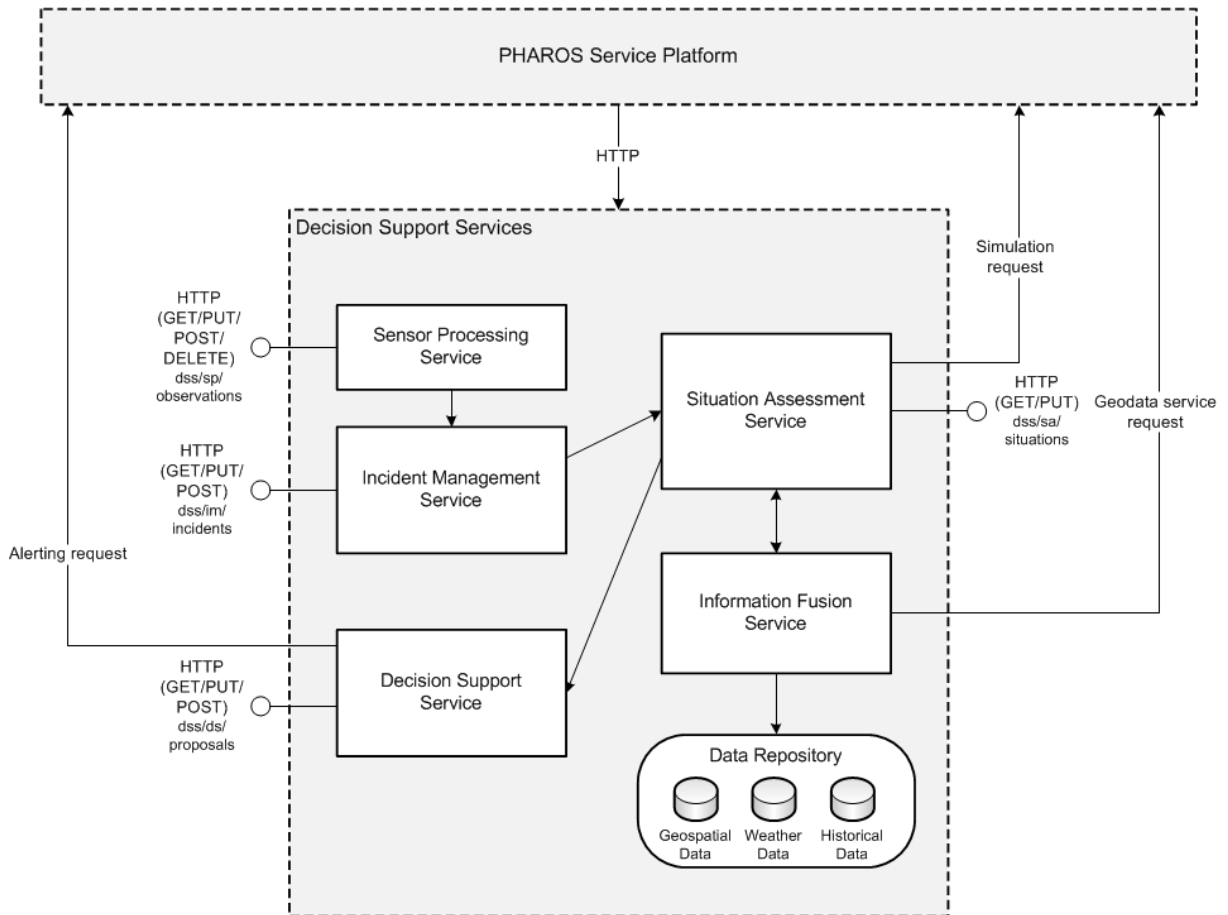 PHAROS Service Platform
HTTP
Decision Support Services
Simulation
request
HTTP
(GET/PUT/
POST/
DELETE)
dss/sp/
observations
Sensor Processing
Service
Situation Assessment
Service
HTTP
(GET/PUT)
dss/sa/
situations
Geodata service
request
HTTP
(GET/PUT/
POST)
dss/im/
incidents
Incident Management
Service
Alerting request
Information Fusion
Service
HTTP
(GET/PUT/
POST)
dss/ds/
proposals
Decision Support
Service
Data Repository
Geospatial
Data
Weather
Data
Historical
Data